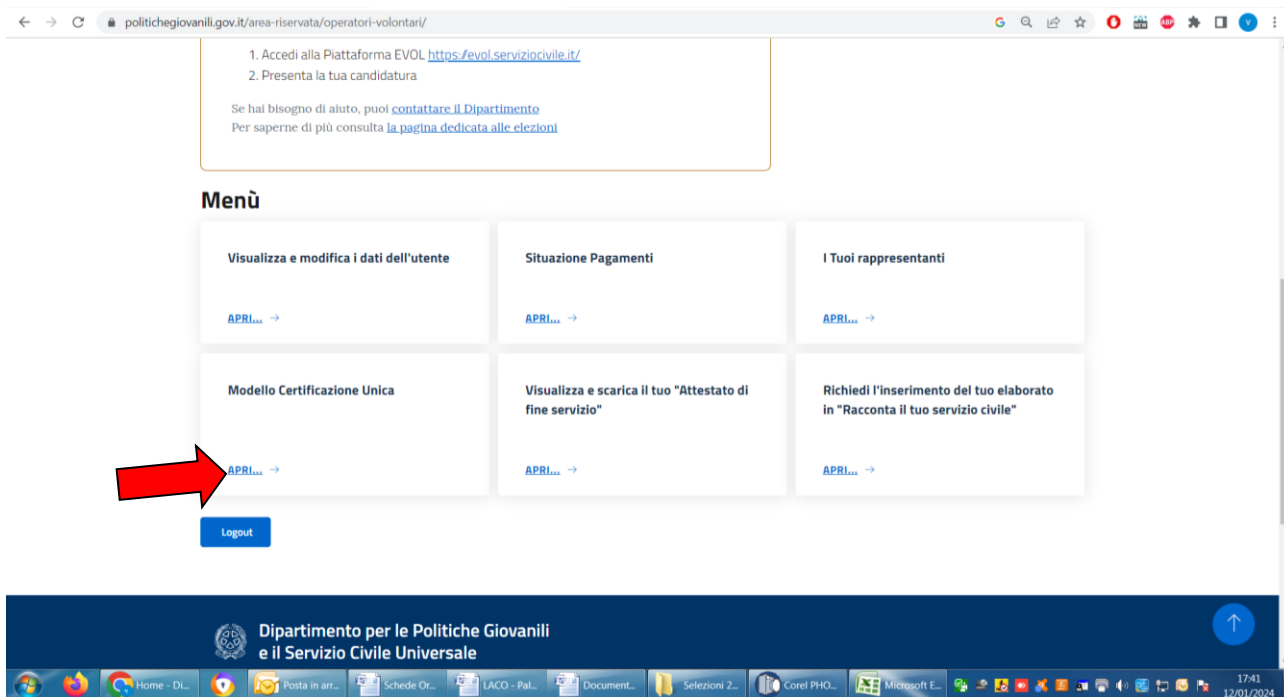 politichegiovanili.gov.it/area-riservata/operatori-volontari/
1. Accedi alla Piattaforma EVOL https://evol.serviziocivile.it/
2. Presenta la tua candidatura
Se hai bisogno di aiuto, puoi contattare il Dipartimento
Per saperne di più consulta la pagina dedicata alle elezioni
Menù
Visualizza e modifica i dati dell'utente
APRI...
Situazione Pagamenti
APRI...
I Tuoi rappresentanti
APRI...
Modello Certificazione Unica
APRI...
Visualizza e scarica il tuo "Attestato di
fine servizio"
APRI...
Richiedi l'inserimento del tuo elaborato
in "Racconta il tuo servizio civile"
APRI...
Logout
Dipartimento per le Politiche Giovanili
e il Servizio Civile Universale
Home - Di...
Posta in arr...
Schede Or...
LACO - Pal...
Document...
Selezioni 2...
Corel PHO...
Microsoft E...
17:41